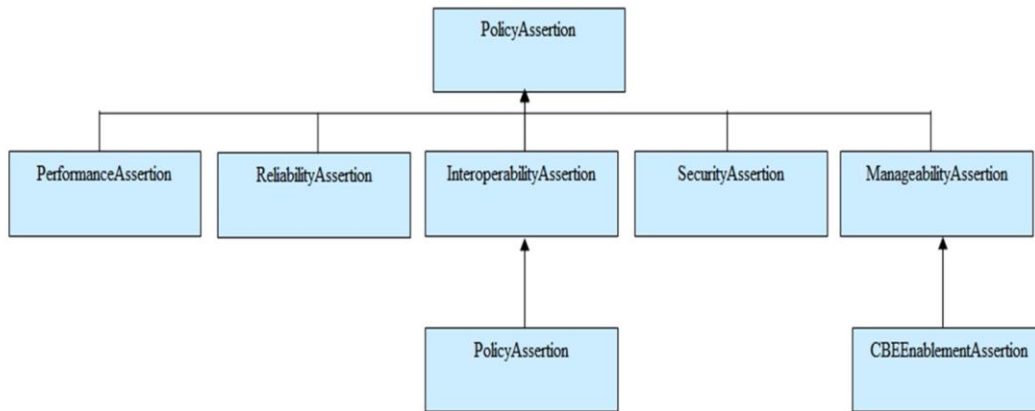 PolicyAssertion
PerformanceAssertion
ReliabilityAssertion
InteroperabilityAssertion
SecurityAssertion
ManageabilityAssertion
PolicyAssertion
CBEEnablementAssertion